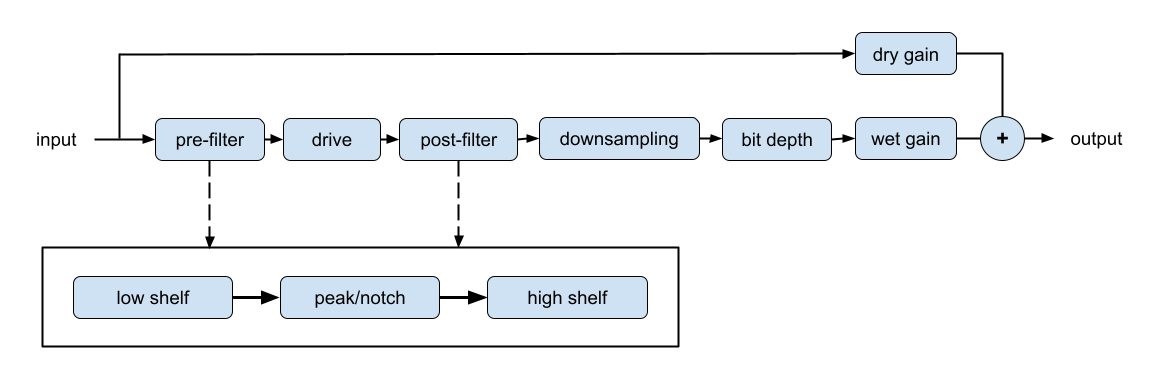 dry gain
input
pre-filter
drive
post-filter
downsampling
bit depth
wet gain
+
output
low shelf
peak/notch
high shelf